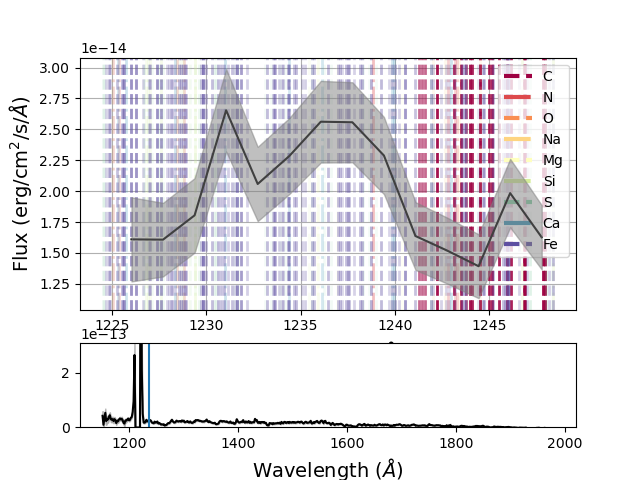 1e−14
3.00
2.75
2.50
2.25
2.00
1.75
1.50
1.25
Flux (erg/cm²/s/Å)
C
N
O
Na
Mg
Si
S
Ca
Fe
1225 1230 1235 1240 1245
1e−13
2
0
1200 1400 1600 1800 2000
Wavelength (Å)